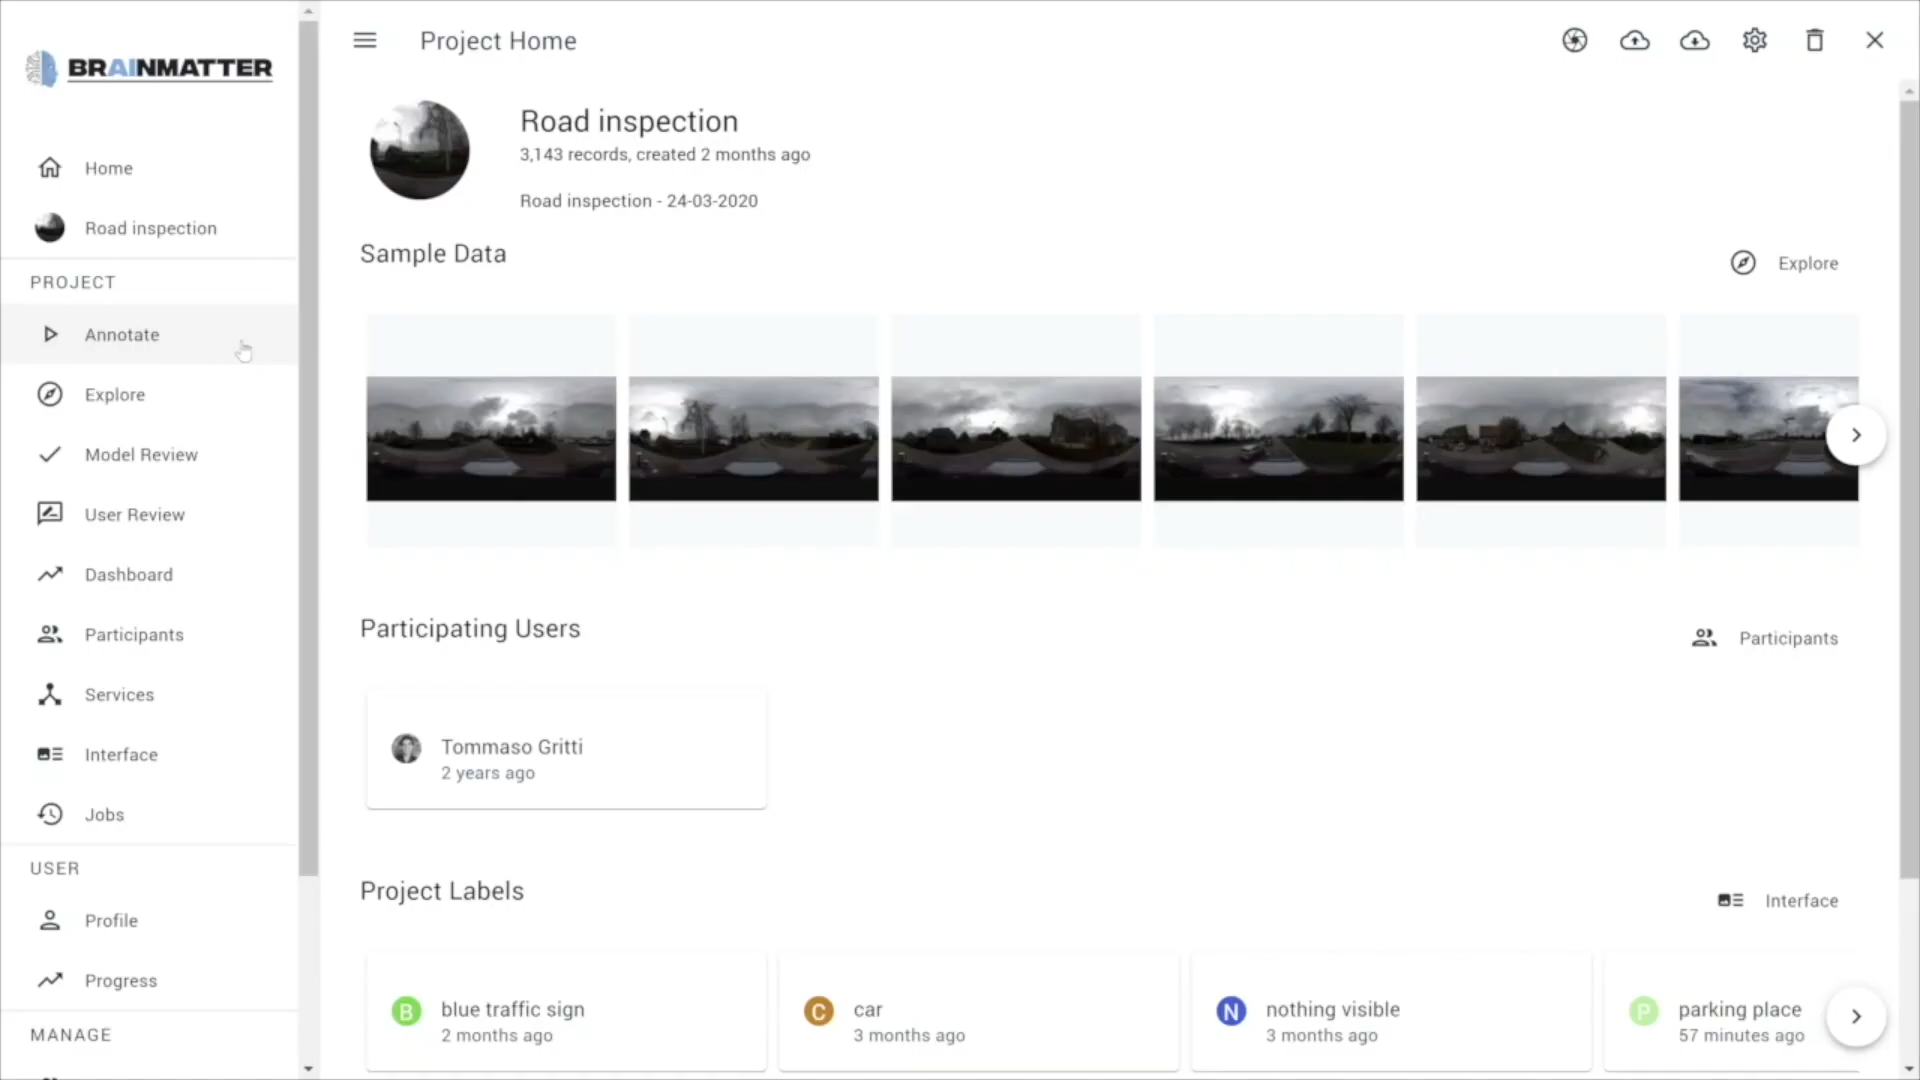 BRAINMATTER
Home
Road inspection
PROJECT
Annotate
Explore
Model Review
User Review
Dashboard
Participants
Services
Interface
Jobs
USER
Profile
Progress
MANAGE
Project Home
Road inspection
3,143 records, created 2 months ago
Road inspection - 24-03-2020
Sample Data
Explore
Participating Users
Participants
Tommaso Gritti
2 years ago
Project Labels
Interface
B
blue traffic sign
2 months ago
C
car
3 months ago
N
nothing visible
3 months ago
P
parking place
57 minutes ago